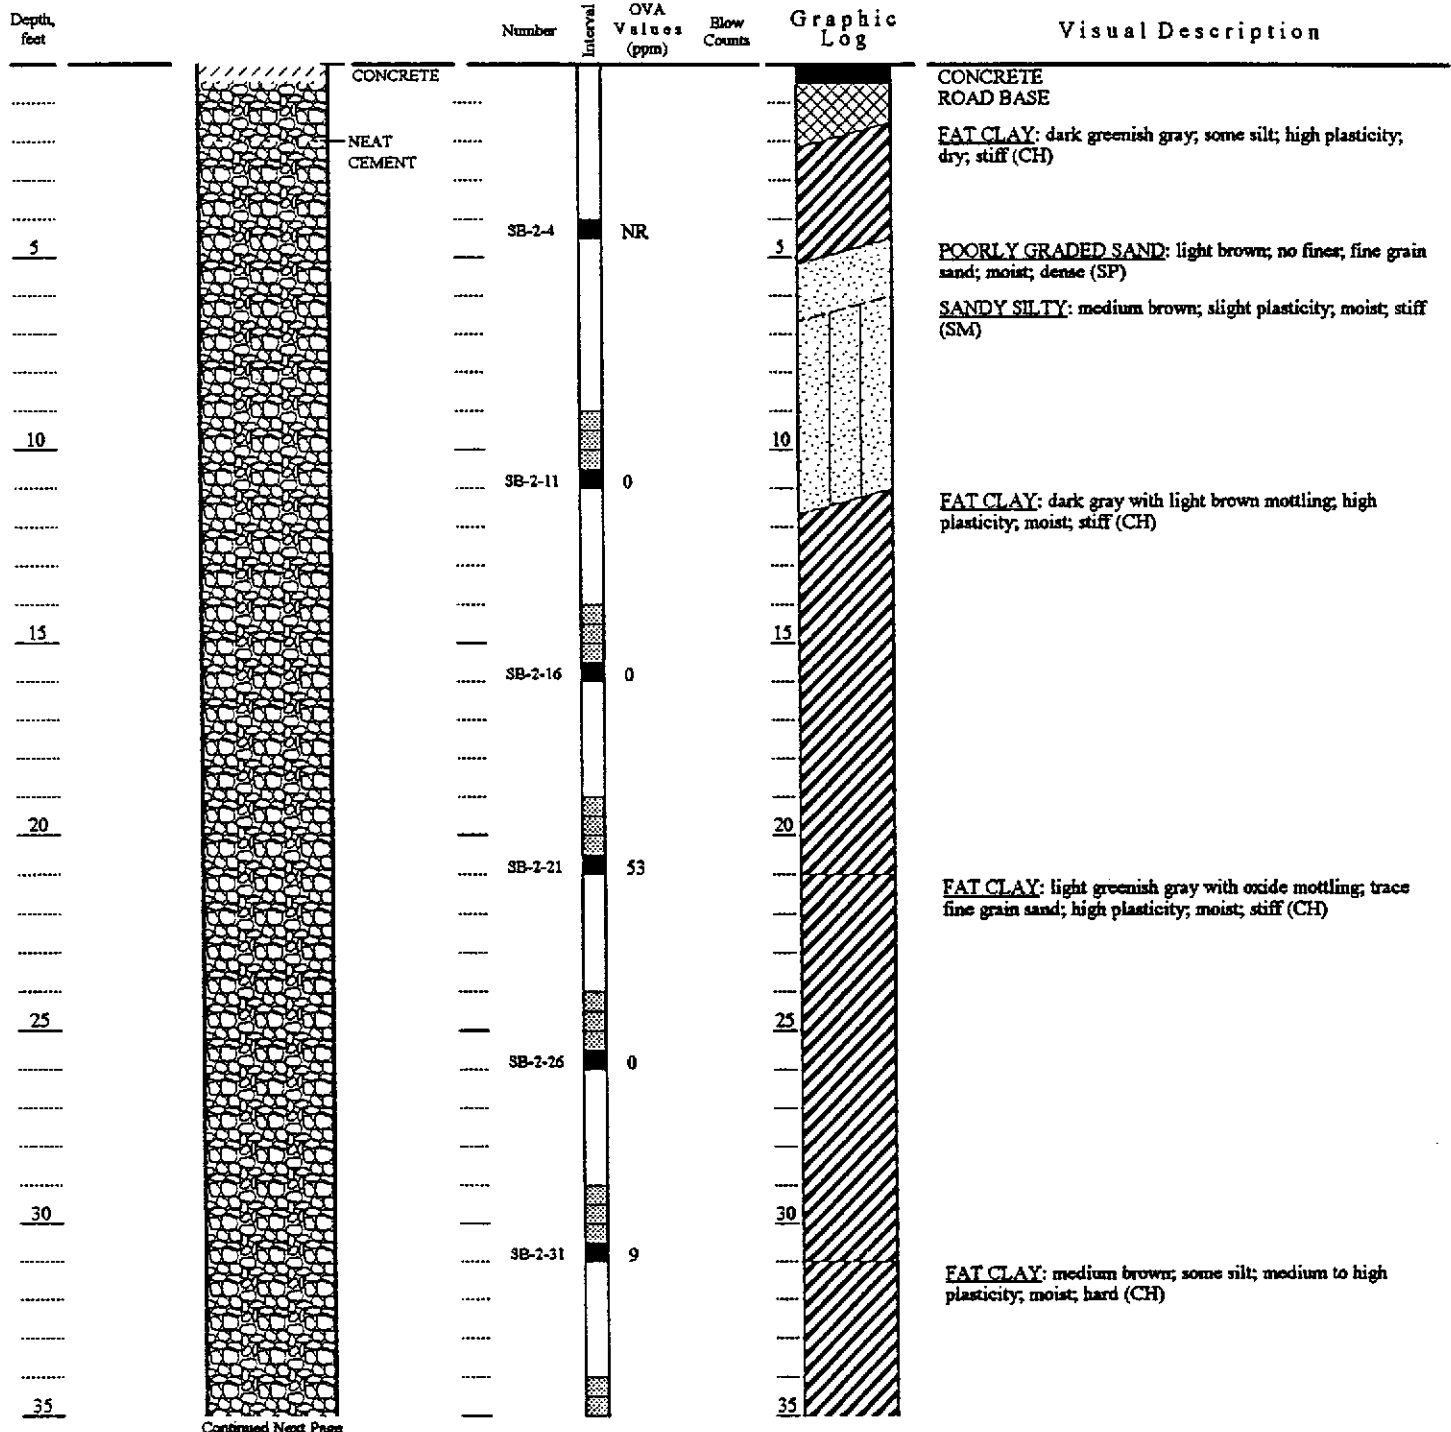 Depth, feet
Number
Interval
OVA Values (ppm)
Blow Counts
Graphic Log
Visual Description
CONCRETE
CONCRETE
ROAD BASE
NEAT CEMENT
FAT CLAY: dark greenish gray; some silt; high plasticity;
dry; stiff (CH)
SB-2-4 NR
5 5
POORLY GRADED SAND: light brown; no fines; fine grain
sand; moist; dense (SP)
SANDY SILTY: medium brown; slight plasticity; moist; stiff
(SM)
10 10
SB-2-11 0
FAT CLAY: dark gray with light brown mottling; high
plasticity; moist; stiff (CH)
15 15
SB-2-16 0
20 20
SB-2-21 53
FAT CLAY: light greenish gray with oxide mottling; trace
fine grain sand; high plasticity; moist; stiff (CH)
25 25
SB-2-26 0
30 30
SB-2-31 9
FAT CLAY: medium brown; some silt; medium to high
plasticity; moist; hard (CH)
35 35
Continued Next Page